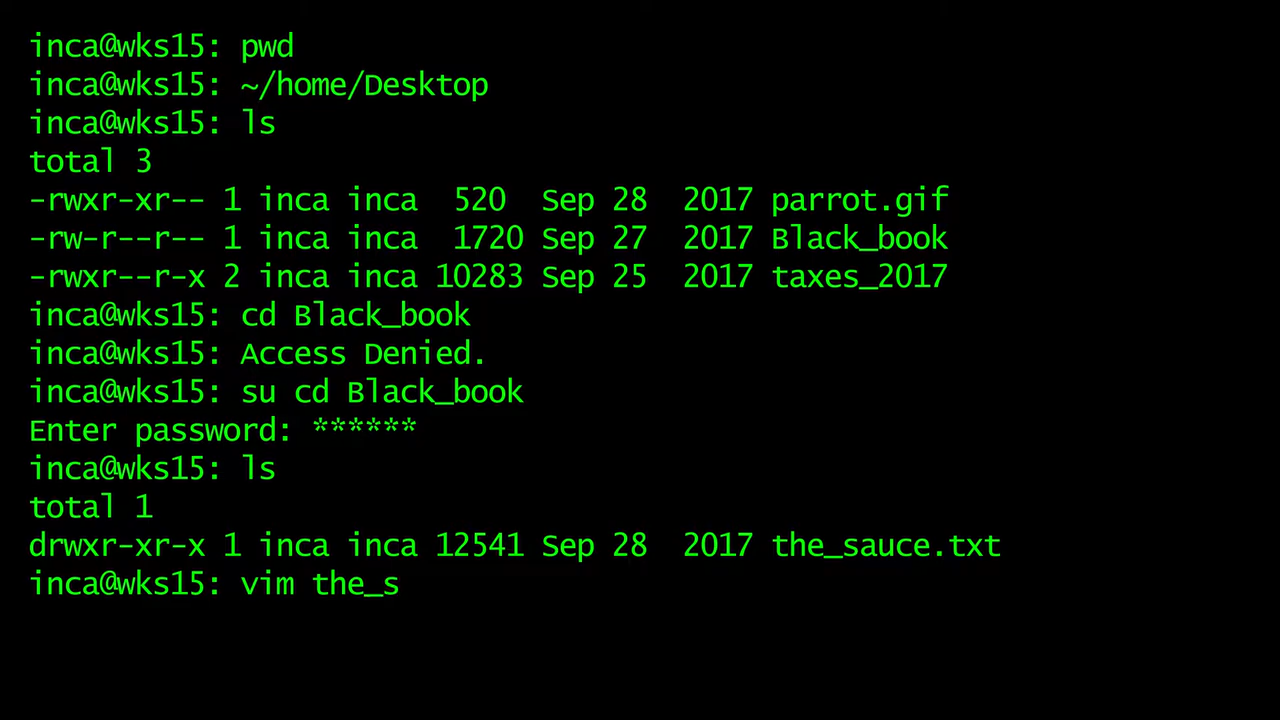 inca@wks15: pwd
inca@wks15: ~/home/Desktop
inca@wks15: ls
total 3
-rwxr-xr-- 1 inca inca  520  Sep 28  2017 parrot.gif
-rw-r--r-- 1 inca inca  1720 Sep 27  2017 Black_book
-rwxr--r-x 2 inca inca 10283 Sep 25  2017 taxes_2017
inca@wks15: cd Black_book
inca@wks15: Access Denied.
inca@wks15: su cd Black_book
Enter password: ******
inca@wks15: ls
total 1
drwxr-xr-x 1 inca inca 12541 Sep 28  2017 the_sauce.txt
inca@wks15: vim the_s